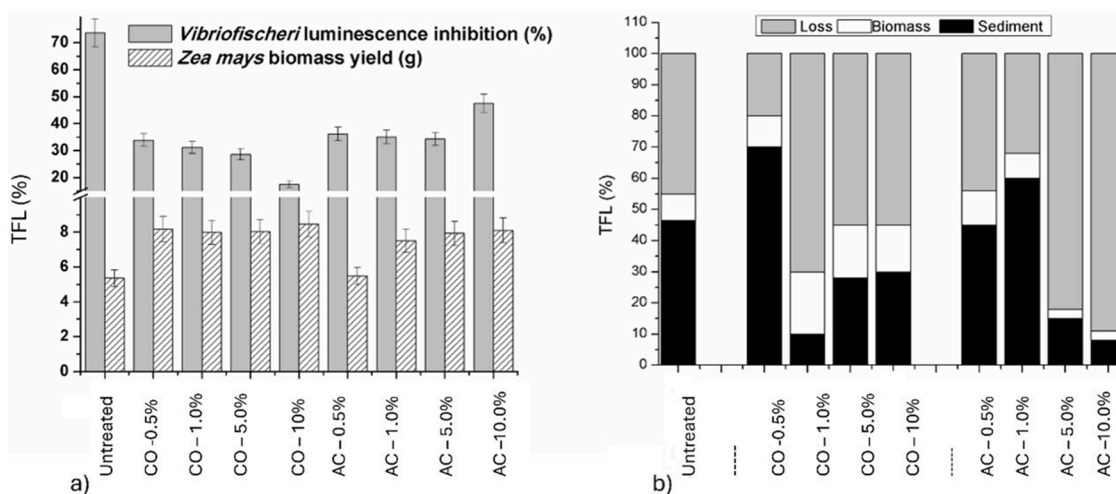 Vibriofischeri luminescence inhibition (%)
Zea mays biomass yield (g)
TFL (%)
70
60
50
40
30
20
8
6
4
2
0
Untreated
CO -0.5%
CO – 1.0%
CO – 5.0%
CO – 10%
AC – 0.5%
AC – 1.0%
AC – 5.0%
AC –10.0%
a)
Loss Biomass Sediment
TFL (%)
110
100
90
80
70
60
50
40
30
20
10
0
Untreated
CO -0.5%
CO – 1.0%
CO – 5.0%
CO – 10%
AC – 0.5%
AC – 1.0%
AC – 5.0%
AC –10.0%
b)